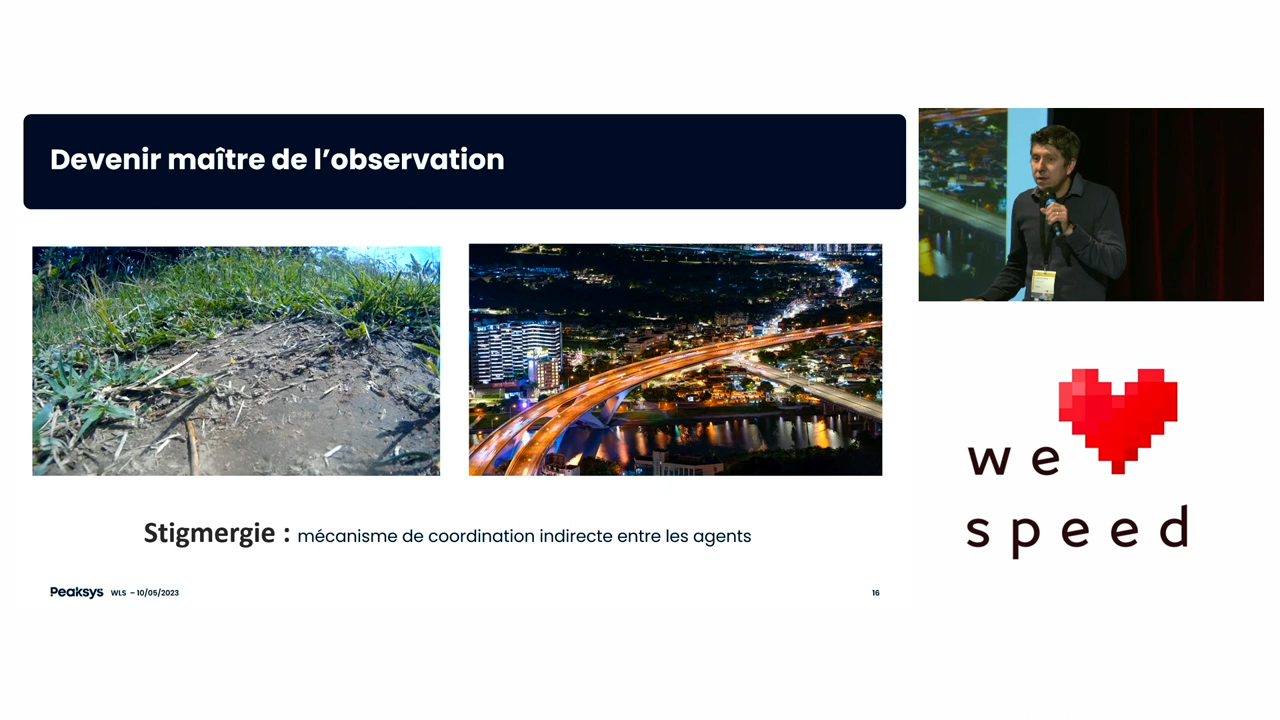 Devenir maître de l’observation
Stigmergie : mécanisme de coordination indirecte entre les agents
Peaksys WLS – 10/05/2023
16
we
speed